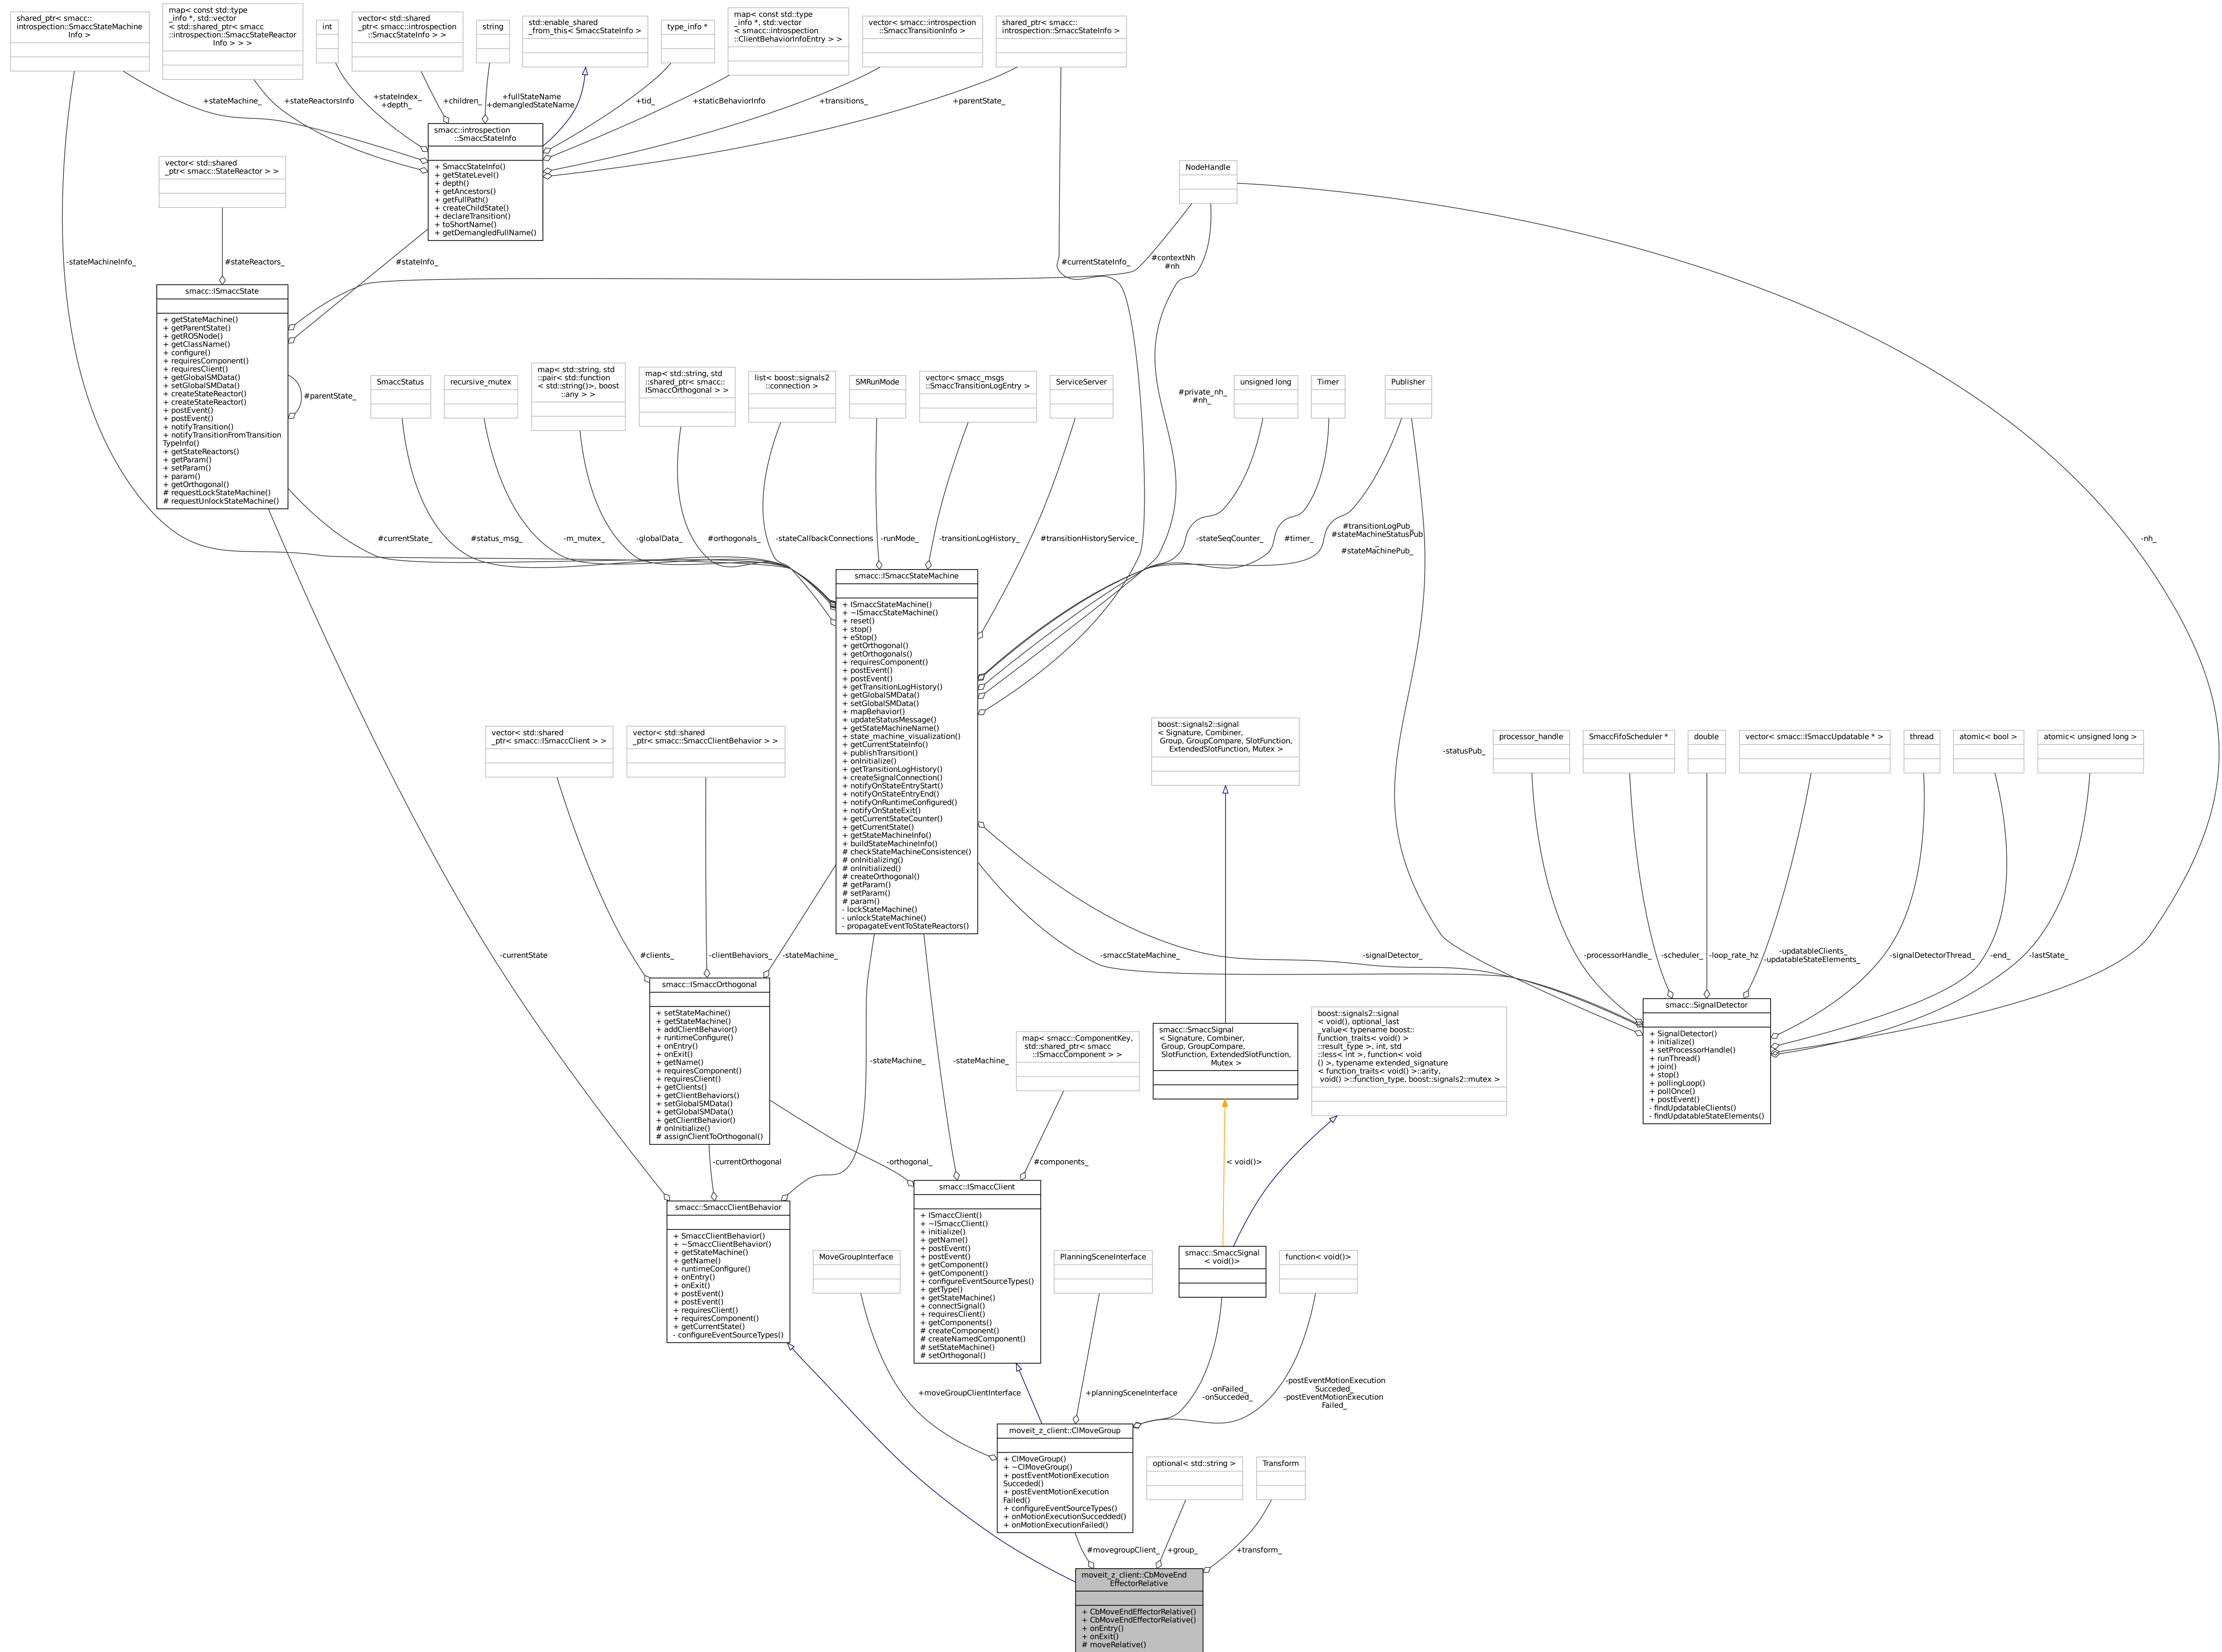 shared_ptr< smacc::
introspection::SmaccStateMachine
Info >
map< const std::type
_info *, std::vector
< std::shared_ptr< smacc
::introspection::SmaccStateReactor
Info > > >
int
vector< std::shared
_ptr< smacc::introspection
::SmaccStateInfo > >
string
std::enable_shared
_from_this< SmaccStateInfo >
type_info *
map< const std::type
_info *, std::vector
< smacc::introspection
::ClientBehaviorInfoEntry > >
vector< smacc::introspection
::SmaccTransitionInfo >
shared_ptr< smacc::
introspection::SmaccStateInfo >
+stateMachine_
+stateReactorsInfo
+stateIndex_
+depth_
+children_
+fullStateName
+demangledStateName
+tid_
+staticBehaviorInfo
+transitions_
+parentState_
smacc::introspection
::SmaccStateInfo
+ SmaccStateInfo()
+ getStateLevel()
+ depth()
+ getAncestors()
+ getFullPath()
+ createChildState()
+ declareTransition()
+ toShortName()
+ getDemangledFullName()
vector< std::shared
_ptr< smacc::StateReactor > >
NodeHandle
-stateMachineInfo_
#stateReactors_
#stateInfo_
#currentStateInfo_
#contextNh
#nh
smacc::ISmaccState
+ getStateMachine()
+ getParentState()
+ getROSNode()
+ getClassName()
+ configure()
+ requiresComponent()
+ requiresClient()
+ getGlobalSMData()
+ setGlobalSMData()
+ createStateReactor()
+ createStateReactor()
+ postEvent()
+ postEvent()
+ notifyTransition()
+ notifyTransitionFromTransition
TypeInfo()
+ getStateReactors()
+ getParam()
+ setParam()
+ param()
+ getOrthogonal()
# requestLockStateMachine()
# requestUnlockStateMachine()
#parentState_
SmaccStatus
recursive_mutex
map< std::string, std
::pair< std::function
< std::string()>, boost
::any > >
map< std::string, std
::shared_ptr< smacc::
ISmaccOrthogonal > >
list< boost::signals2
::connection >
SMRunMode
vector< smacc_msgs
::SmaccTransitionLogEntry >
ServiceServer
#private_nh_
#nh_
unsigned long
Timer
Publisher
#currentState_
#status_msg_
-m_mutex_
-globalData_
#orthogonals_
-stateCallbackConnections
-runMode_
-transitionLogHistory_
#transitionHistoryService_
-stateSeqCounter_
#timer_
#transitionLogPub_
#stateMachineStatusPub
_
#stateMachinePub_
-nh_
smacc::ISmaccStateMachine
+ ISmaccStateMachine()
+ ~ISmaccStateMachine()
+ reset()
+ stop()
+ eStop()
+ getOrthogonal()
+ getOrthogonals()
+ requiresComponent()
+ postEvent()
+ postEvent()
+ getTransitionLogHistory()
+ getGlobalSMData()
+ setGlobalSMData()
+ mapBehavior()
+ updateStatusMessage()
+ getStateMachineName()
+ state_machine_visualization()
+ getCurrentStateInfo()
+ publishTransition()
+ onInitialize()
+ getTransitionLogHistory()
+ createSignalConnection()
+ notifyOnStateEntryStart()
+ notifyOnStateEntryEnd()
+ notifyOnRuntimeConfigured()
+ notifyOnStateExit()
+ getCurrentStateCounter()
+ getCurrentState()
+ getStateMachineInfo()
+ buildStateMachineInfo()
# checkStateMachineConsistence()
# onInitializing()
# onInitialized()
# createOrthogonal()
# getParam()
# setParam()
# param()
- lockStateMachine()
- unlockStateMachine()
- propagateEventToStateReactors()
vector< std::shared
_ptr< smacc::ISmaccClient > >
vector< std::shared
_ptr< smacc::SmaccClientBehavior > >
boost::signals2::signal
< Signature, Combiner,
Group, GroupCompare, SlotFunction,
ExtendedSlotFunction, Mutex >
-statusPub_
processor_handle
SmaccFifoScheduler *
double
vector< smacc::ISmaccUpdatable * >
thread
atomic< bool >
atomic< unsigned long >
-currentState
#clients_
-clientBehaviors_
-stateMachine_
-smaccStateMachine_
-signalDetector_
-processorHandle_
-scheduler_
-loop_rate_hz
-updatableClients_
-updatableStateElements_
-signalDetectorThread_
-end_
-lastState_
smacc::ISmaccOrthogonal
+ setStateMachine()
+ getStateMachine()
+ addClientBehavior()
+ runtimeConfigure()
+ onEntry()
+ onExit()
+ getName()
+ requiresComponent()
+ requiresClient()
+ getClients()
+ getClientBehaviors()
+ setGlobalSMData()
+ getGlobalSMData()
+ getClientBehavior()
# onInitialize()
# assignClientToOrthogonal()
-stateMachine_
-stateMachine_
map< smacc::ComponentKey,
std::shared_ptr< smacc
::ISmaccComponent > >
smacc::SmaccSignal
< Signature, Combiner,
Group, GroupCompare,
SlotFunction, ExtendedSlotFunction,
Mutex >
boost::signals2::signal
< void(), optional_last
_value< typename boost::
function_traits< void() >
::result_type >, int, std
::less< int >, function< void
() >, typename extended_signature
< function_traits< void() >::arity,
void() >::function_type, boost::signals2::mutex >
smacc::SignalDetector
+ SignalDetector()
+ initialize()
+ setProcessorHandle()
+ runThread()
+ join()
+ stop()
+ pollingLoop()
+ pollOnce()
+ postEvent()
- findUpdatableClients()
- findUpdatableStateElements()
-currentOrthogonal
-orthogonal_
#components_
< void()>
smacc::SmaccClientBehavior
+ SmaccClientBehavior()
+ ~SmaccClientBehavior()
+ getStateMachine()
+ getName()
+ runtimeConfigure()
+ onEntry()
+ onExit()
+ postEvent()
+ postEvent()
+ requiresClient()
+ requiresComponent()
+ getCurrentState()
- configureEventSourceTypes()
MoveGroupInterface
smacc::ISmaccClient
+ ISmaccClient()
+ ~ISmaccClient()
+ initialize()
+ getName()
+ postEvent()
+ postEvent()
+ getComponent()
+ getComponent()
+ configureEventSourceTypes()
+ getType()
+ getStateMachine()
+ connectSignal()
+ requiresClient()
+ getComponents()
# createComponent()
# createNamedComponent()
# setStateMachine()
# setOrthogonal()
PlanningSceneInterface
smacc::SmaccSignal
< void()>
function< void()>
+moveGroupClientInterface
+planningSceneInterface
-onFailed_
-onSucceded_
-postEventMotionExecution
Succeded_
-postEventMotionExecution
Failed_
moveit_z_client::ClMoveGroup
+ ClMoveGroup()
+ ~ClMoveGroup()
+ postEventMotionExecution
Succeded()
+ postEventMotionExecution
Failed()
+ configureEventSourceTypes()
+ onMotionExecutionSuccedded()
+ onMotionExecutionFailed()
optional< std::string >
Transform
#movegroupClient_
+group_
+transform_
moveit_z_client::CbMoveEnd
EffectorRelative
+ CbMoveEndEffectorRelative()
+ CbMoveEndEffectorRelative()
+ onEntry()
+ onExit()
# moveRelative()